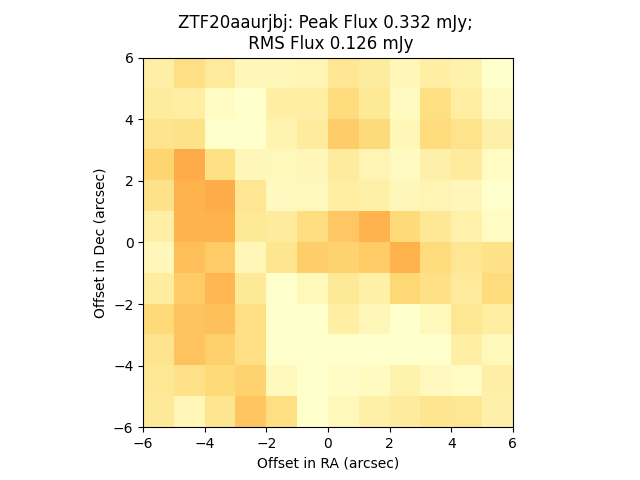 ZTF20aaurjbj: Peak Flux 0.332 mJy;
RMS Flux 0.126 mJy
6
4
2
0
−2
−4
−6
Offset in Dec (arcsec)
−6 −4 −2 0 2 4 6
Offset in RA (arcsec)